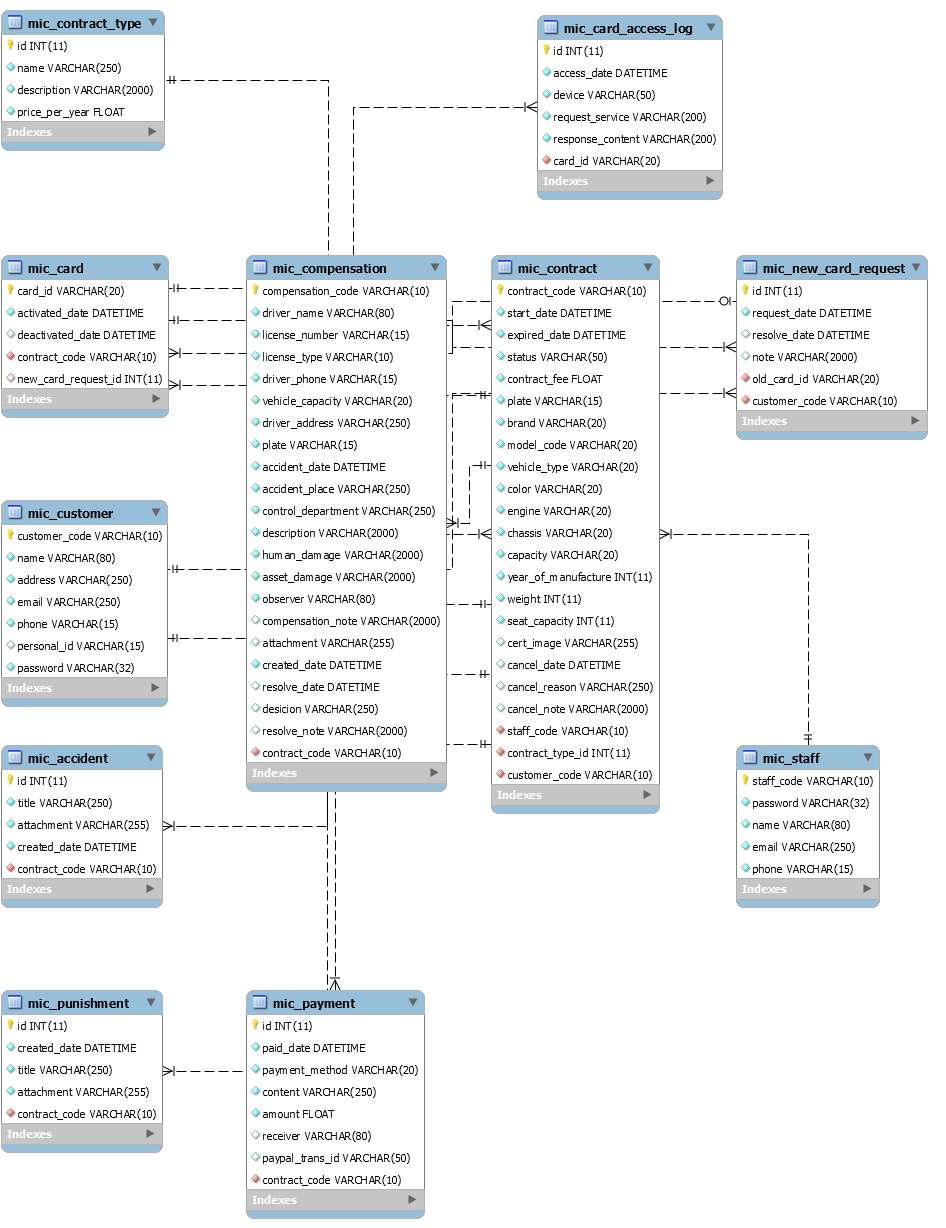 mic_contract_type
id INT(11)
name VARCHAR(250)
description VARCHAR(2000)
price_per_year FLOAT
Indexes
mic_card_access_log
id INT(11)
access_date DATETIME
device VARCHAR(50)
request_service VARCHAR(200)
response_content VARCHAR(200)
card_id VARCHAR(20)
Indexes
mic_card
card_id VARCHAR(20)
activated_date DATETIME
deactivated_date DATETIME
contract_code VARCHAR(10)
new_card_request_id INT(11)
Indexes
mic_compensation
compensation_code VARCHAR(10)
driver_name VARCHAR(80)
license_number VARCHAR(15)
license_type VARCHAR(10)
driver_phone VARCHAR(15)
vehicle_capacity VARCHAR(20)
driver_address VARCHAR(250)
plate VARCHAR(15)
accident_date DATETIME
accident_place VARCHAR(250)
control_department VARCHAR(250)
description VARCHAR(2000)
human_damage VARCHAR(2000)
asset_damage VARCHAR(2000)
observer VARCHAR(80)
compensation_note VARCHAR(2000)
attachment VARCHAR(255)
created_date DATETIME
resolve_date DATETIME
desicion VARCHAR(250)
resolve_note VARCHAR(2000)
contract_code VARCHAR(10)
Indexes
mic_contract
contract_code VARCHAR(10)
start_date DATETIME
expired_date DATETIME
status VARCHAR(50)
contract_fee FLOAT
plate VARCHAR(15)
brand VARCHAR(20)
model_code VARCHAR(20)
vehicle_type VARCHAR(20)
color VARCHAR(20)
engine VARCHAR(20)
chassis VARCHAR(20)
capacity VARCHAR(20)
year_of_manufacture INT(11)
weight INT(11)
seat_capacity INT(11)
cert_image VARCHAR(255)
cancel_date DATETIME
cancel_reason VARCHAR(250)
cancel_note VARCHAR(2000)
staff_code VARCHAR(10)
contract_type_id INT(11)
customer_code VARCHAR(10)
Indexes
mic_new_card_request
id INT(11)
request_date DATETIME
resolve_date DATETIME
note VARCHAR(2000)
old_card_id VARCHAR(20)
customer_code VARCHAR(10)
Indexes
mic_customer
customer_code VARCHAR(10)
name VARCHAR(80)
address VARCHAR(250)
email VARCHAR(250)
phone VARCHAR(15)
personal_id VARCHAR(15)
password VARCHAR(32)
Indexes
mic_accident
id INT(11)
title VARCHAR(250)
attachment VARCHAR(255)
created_date DATETIME
contract_code VARCHAR(10)
Indexes
mic_staff
staff_code VARCHAR(10)
password VARCHAR(32)
name VARCHAR(80)
email VARCHAR(250)
phone VARCHAR(15)
Indexes
mic_punishment
id INT(11)
created_date DATETIME
title VARCHAR(250)
attachment VARCHAR(255)
contract_code VARCHAR(10)
Indexes
mic_payment
id INT(11)
paid_date DATETIME
payment_method VARCHAR(20)
content VARCHAR(250)
amount FLOAT
receiver VARCHAR(80)
paypal_trans_id VARCHAR(50)
contract_code VARCHAR(10)
Indexes